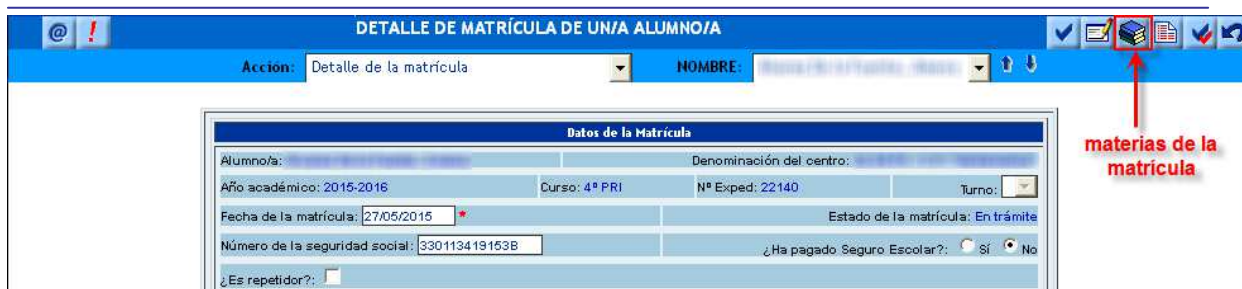 DETALLE DE MATRÍCULA DE UN/A ALUMNO/A
Acción: Detalle de la matrícula NOMBRE:
materias de la
matrícula
Datos de la Matrícula
Alumno/a: Denominación del centro:
Año académico: 2015-2016 Curso: 4º PRI Nº Exped: 22140 Turno:
Fecha de la matrícula: 27/05/2015 * Estado de la matrícula: En trámite
Número de la seguridad social: 330113419153B ¿Ha pagado Seguro Escolar?: Sí No
¿Es repetidor?: